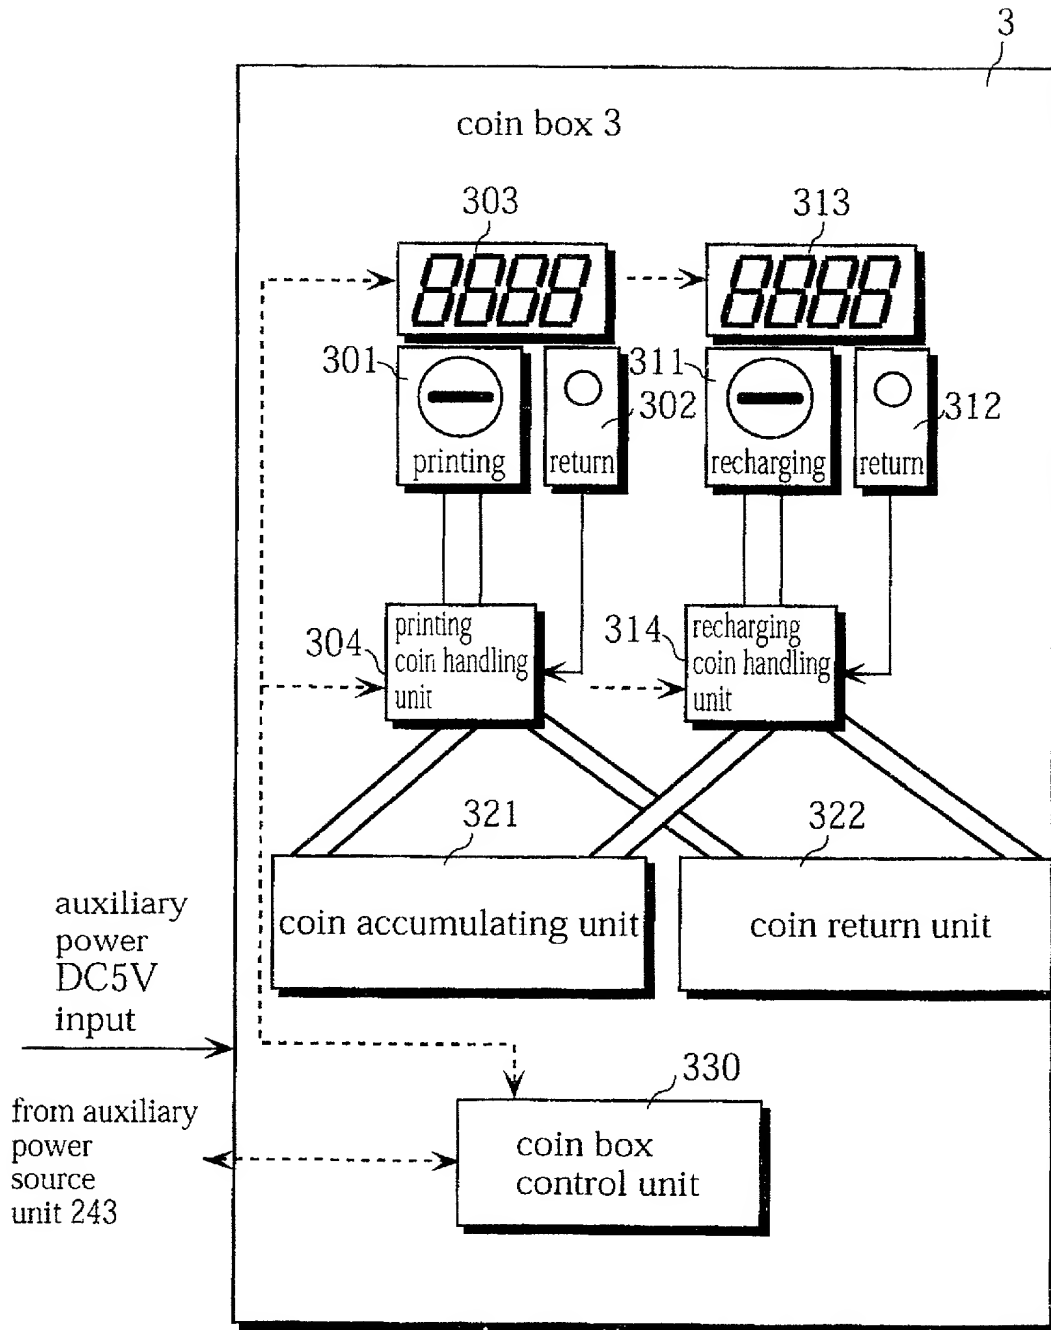 3
coin box 3
303
313
8888
8888
301
302
311
312
printing
return
recharging
return
304
printing
coin handling
unit
314
recharging
coin handling
unit
321
322
coin accumulating unit
coin return unit
auxiliary
power
DC5V
input
330
from auxiliary
power
source
unit 243
coin box
control unit